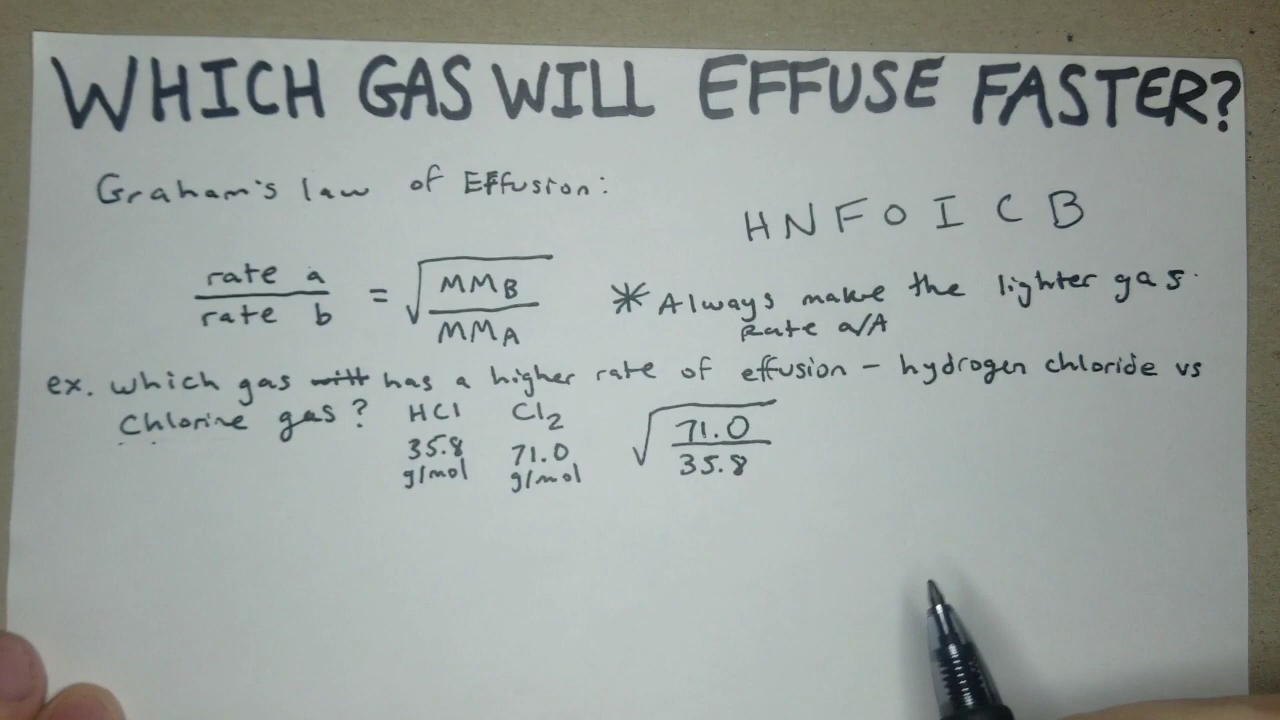 WHICH GAS WILL EFFUSE FASTER?
Graham's law of Effusion:
H N F O I C B
rate a
rate b
=
√
MMB
MMA
* Always make the lighter gas
Rate a/A
ex. which gas will has a higher rate of effusion - hydrogen chloride vs
Chlorine gas? HCl Cl2
35.8 g/mol
71.0 g/mol
√
71.0
35.8